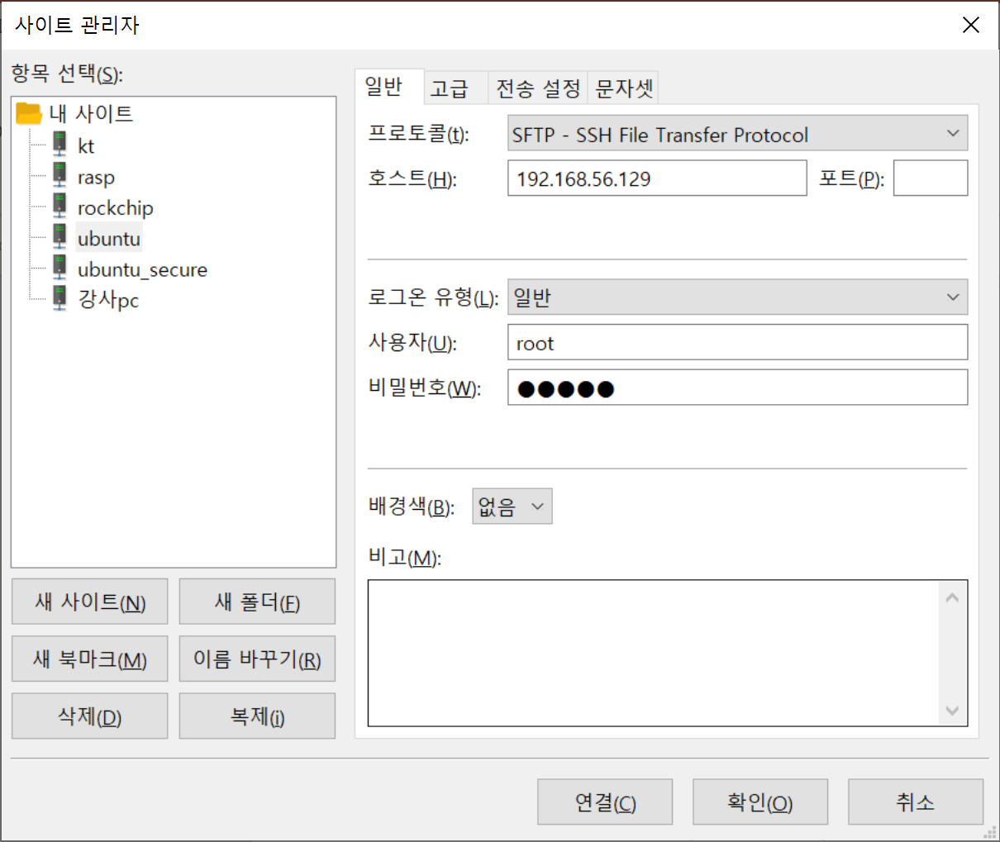 사이트 관리자
항목 선택(S):
내 사이트
kt
rasp
rockchip
ubuntu
ubuntu_secure
강사pc
새 사이트(N) 새 폴더(F)
새 북마크(M) 이름 바꾸기(R)
삭제(D) 복제(i)
일반 고급 전송 설정 문자셋
프로토콜(t): SFTP - SSH File Transfer Protocol
호스트(H): 192.168.56.129 포트(P):
로그온 유형(L): 일반
사용자(U): root
비밀번호(W): ●●●●●
배경색(B): 없음
비고(M):
연결(C) 확인(O) 취소